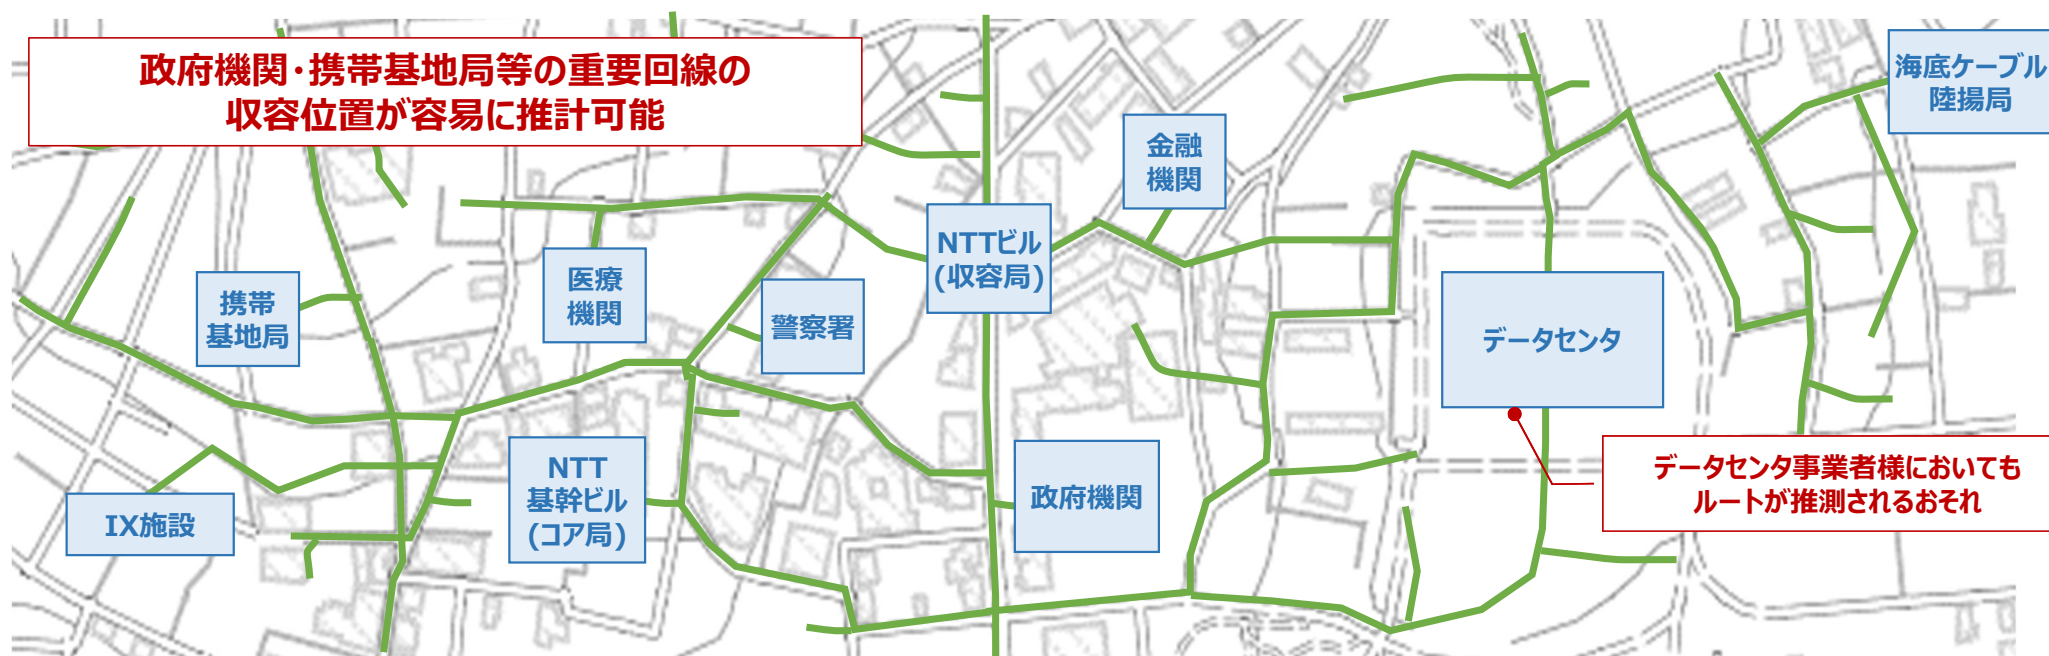 政府機関･携帯基地局等の重要回線の
収容位置が容易に推計可能
海底ケーブル
陸揚局
金融
機関
NTTビル
(収容局)
医療
機関
携帯
基地局
警察署
データセンタ
NTT
基幹ビル
(コア局)
政府機関
データセンタ事業者様においても
ルートが推測されるおそれ
IX施設